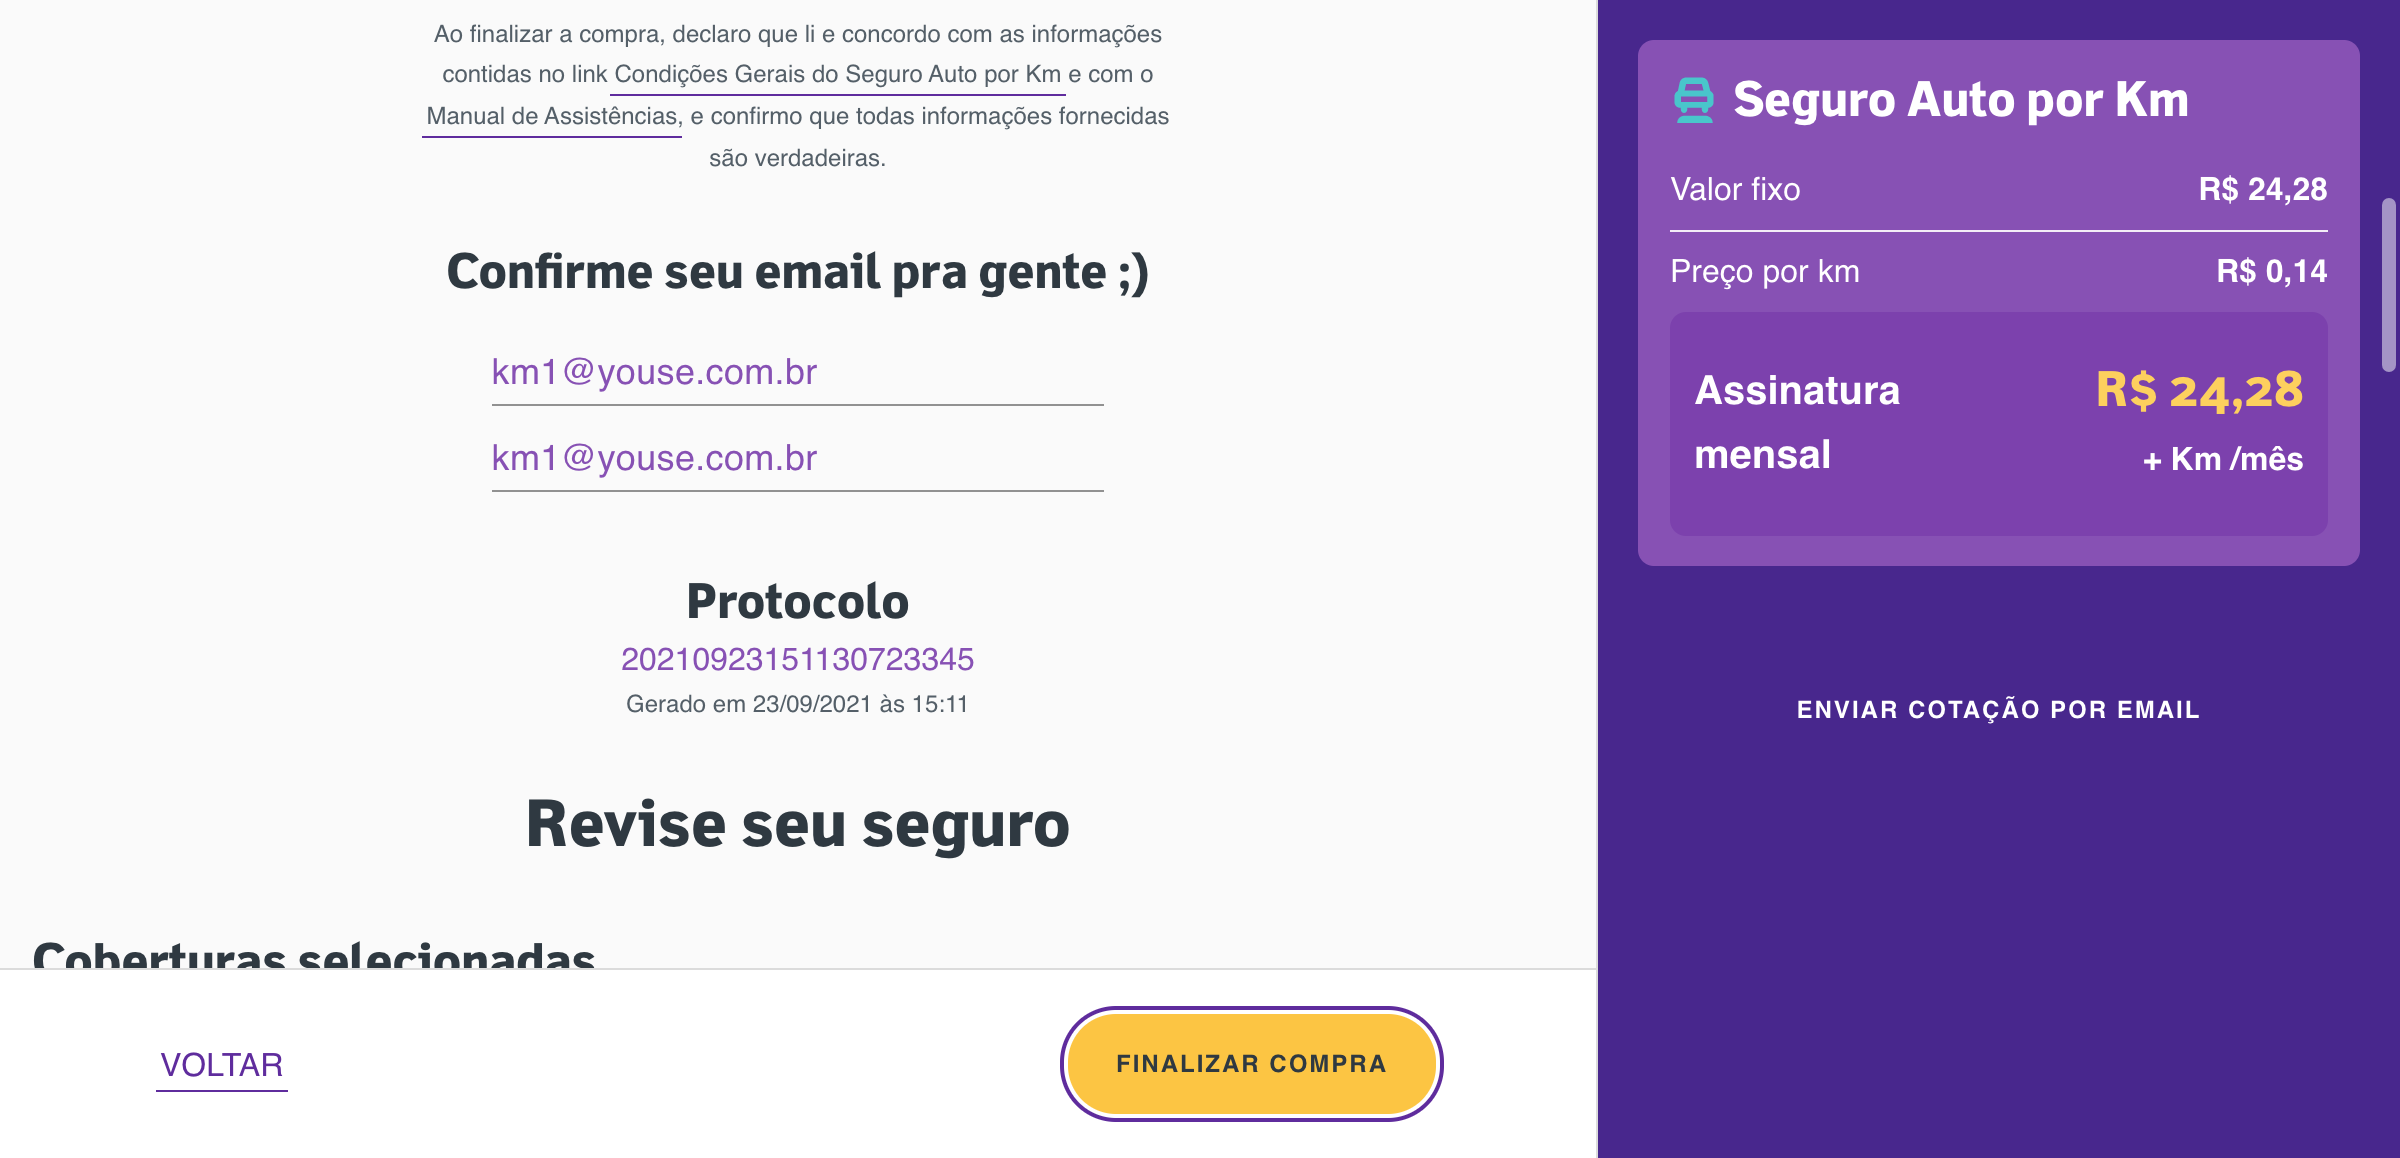 Ao finalizar a compra, declaro que li e concordo com as informações
contidas no link Condições Gerais do Seguro Auto por Km e com o
Manual de Assistências, e confirmo que todas informações fornecidas
são verdadeiras.
Confirme seu email pra gente ;)
km1@youse.com.br
km1@youse.com.br
Protocolo
20210923151130723345
Gerado em 23/09/2021 às 15:11
Revise seu seguro
Coberturas selecionadas
VOLTAR
FINALIZAR COMPRA
Seguro Auto por Km
Valor fixo R$ 24,28
Preço por km R$ 0,14
Assinatura R$ 24,28
mensal + Km /mês
ENVIAR COTAÇÃO POR EMAIL